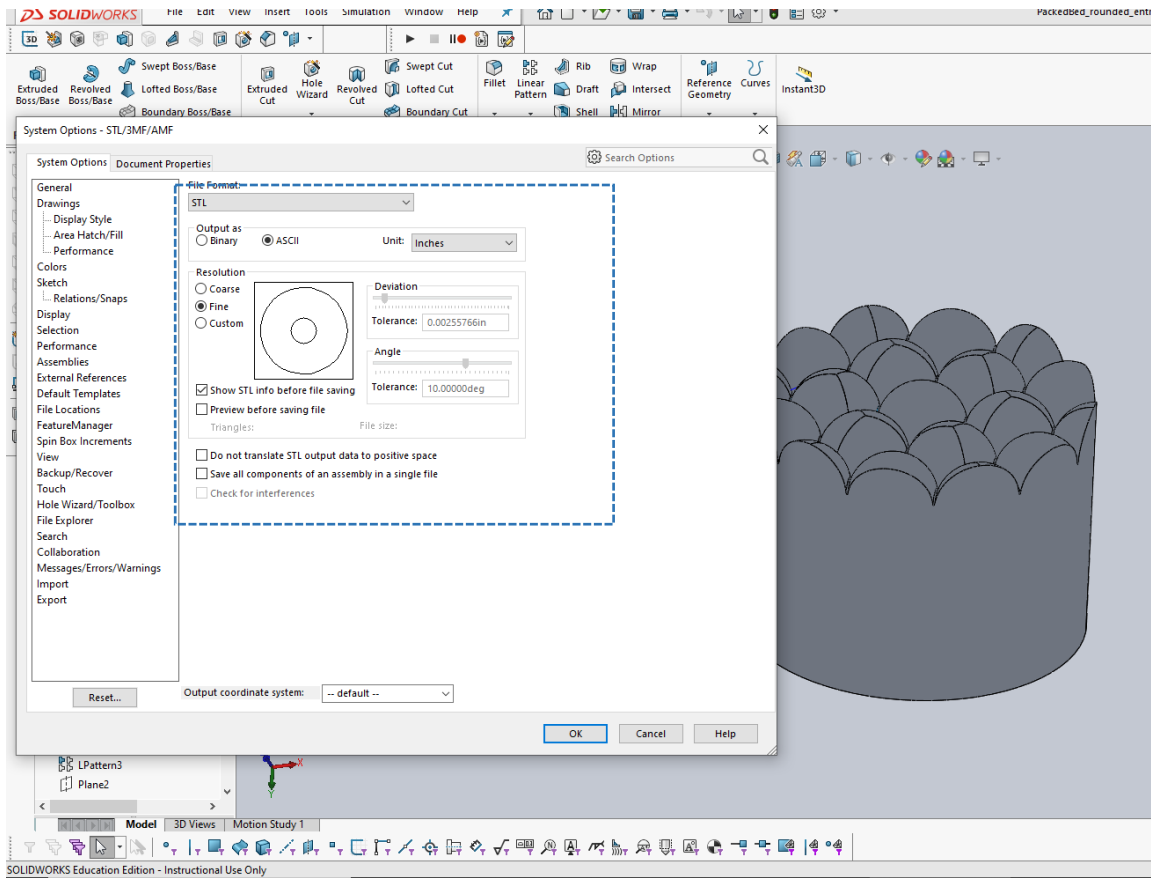 DS SOLIDWORKS File Edit View Insert Tools Simulation Window Help PackedBed_rounded_entr
3D
Extruded Boss/Base
Revolved Boss/Base
Swept Boss/Base
Lofted Boss/Base
Boundary Boss/Base
Extruded Cut
Hole Wizard
Revolved Cut
Swept Cut
Lofted Cut
Boundary Cut
Fillet
Linear Pattern
Rib
Draft
Shell
Wrap
Intersect
Mirror
Reference Geometry
Curves
Instant3D
System Options - STL/3MF/AMF
System Options Document Properties
Search Options
General
Drawings
Display Style
Area Hatch/Fill
Performance
Colors
Sketch
Relations/Snaps
Display
Selection
Performance
Assemblies
External References
Default Templates
File Locations
FeatureManager
Spin Box Increments
View
Backup/Recover
Touch
Hole Wizard/Toolbox
File Explorer
Search
Collaboration
Messages/Errors/Warnings
Import
Export
Reset...
File Format:
STL
Output as
Binary ASCII Unit: Inches
Resolution
Coarse
Fine
Custom
Deviation
Tolerance: 0.00255766in
Angle
Tolerance: 10.00000deg
Show STL info before file saving
Preview before saving file
Triangles: File size:
Do not translate STL output data to positive space
Save all components of an assembly in a single file
Check for interferences
Output coordinate system: -- default --
OK Cancel Help
LPattern3
Plane2
X
Y
Model 3D Views Motion Study 1
SOLIDWORKS Education Edition - Instructional Use Only